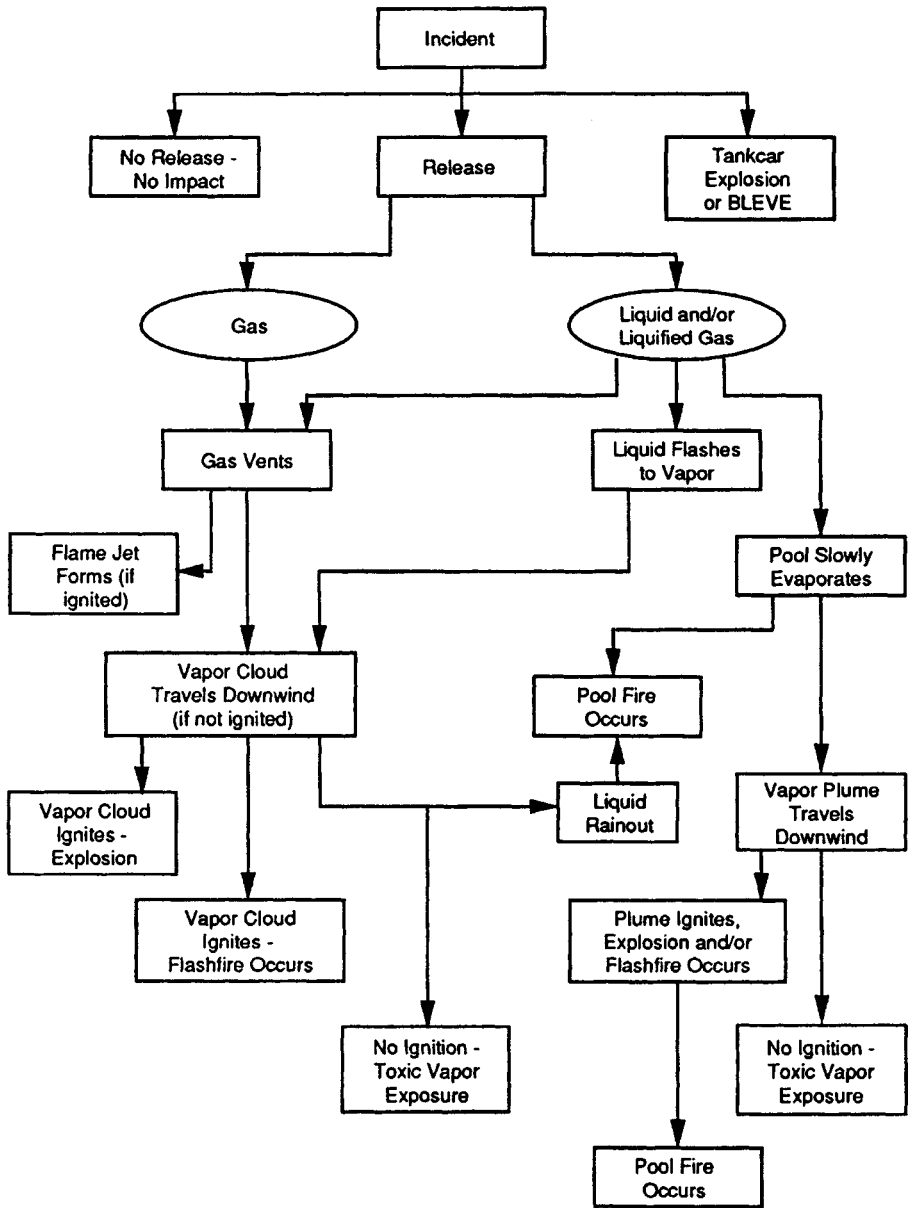 Incident
No Release -
No Impact
Release
Tankcar
Explosion
or BLEVE
Gas
Liquid and/or
Liquified Gas
Gas Vents
Liquid Flashes
to Vapor
Flame Jet
Forms (if
ignited)
Pool Slowly
Evaporates
Vapor Cloud
Travels Downwind
(if not ignited)
Pool Fire
Occurs
Vapor Cloud
Ignites -
Explosion
Liquid
Rainout
Vapor Plume
Travels
Downwind
Vapor Cloud
Ignites -
Flashfire Occurs
Plume Ignites,
Explosion and/or
Flashfire Occurs
No Ignition -
Toxic Vapor
Exposure
No Ignition -
Toxic Vapor
Exposure
Pool Fire
Occurs